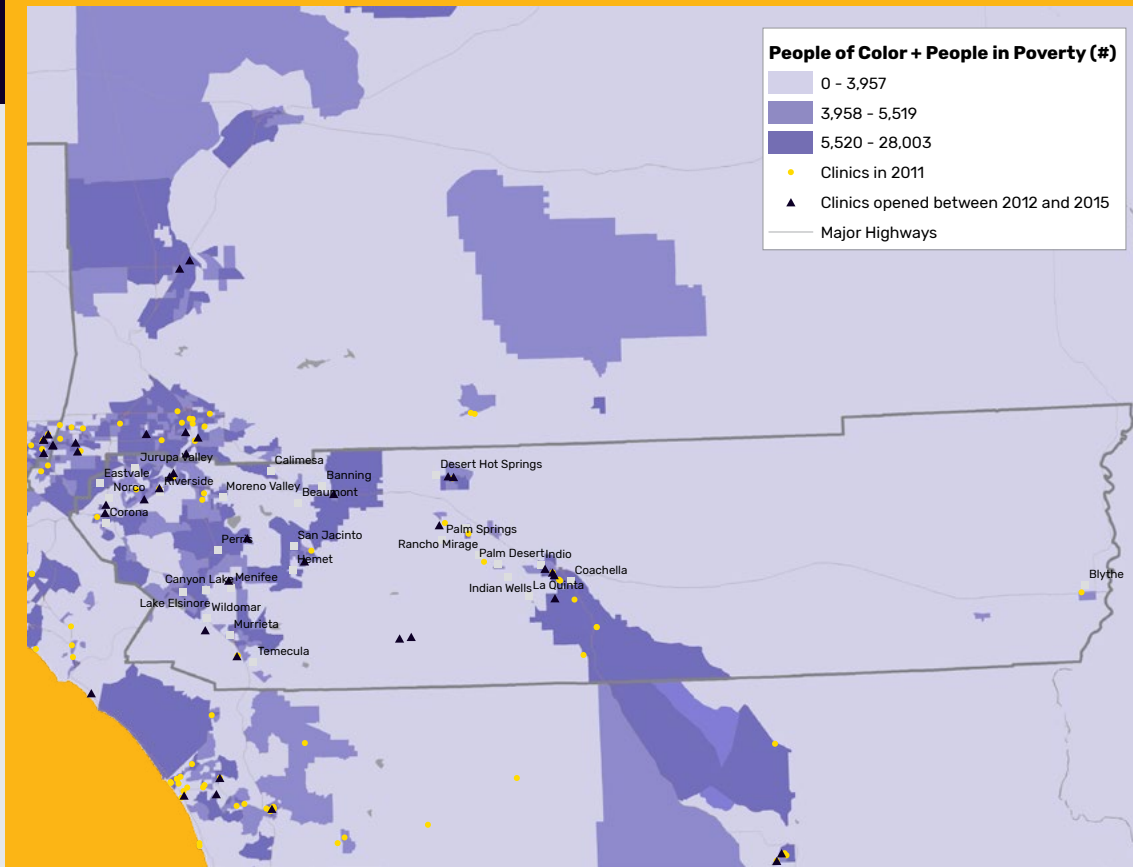 People of Color + People in Poverty (#)
0 - 3,957
3,958 - 5,519
5,520 - 28,003
Clinics in 2011
Clinics opened between 2012 and 2015
Major Highways
Jurupa Valley
Calimesa
Desert Hot Springs
Eastvale
Banning
Norco
Riverside
Moreno Valley
Beaumont
Corona
Palm Springs
Perris
San Jacinto
Rancho Mirage
Palm Desert
Indio
Hemet
Coachella
Blythe
Canyon Lake
Menifee
Indian Wells
La Quinta
Lake Elsinore
Wildomar
Murrieta
Temecula